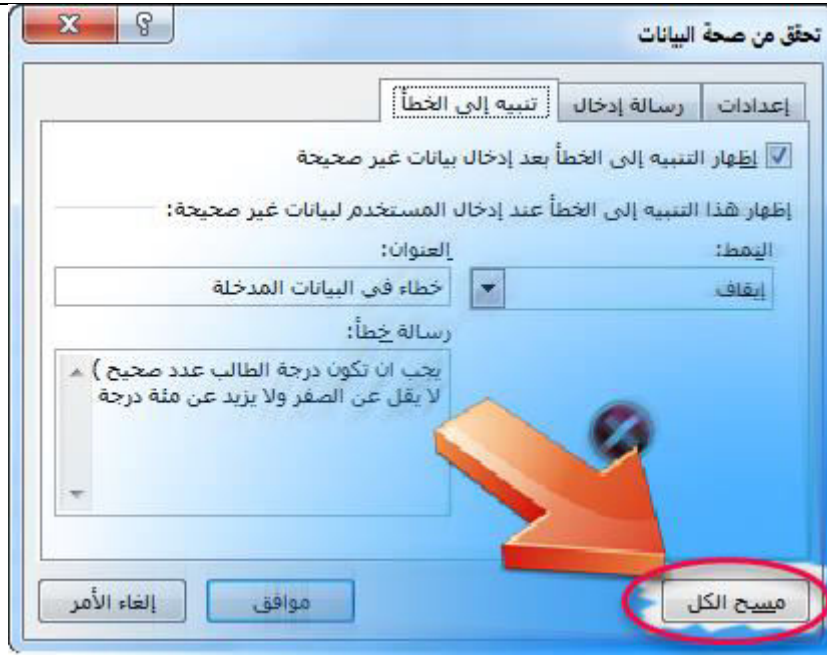 تحقق من صحة البيانات
إعدادات رسالة إدخال تنبيه إلى الخطأ
إظهار التنبيه إلى الخطأ بعد إدخال بيانات غير صحيحة
إظهار هذا التنبيه إلى الخطأ عند إدخال المستخدم لبيانات غير صحيحة:
النمط: العنوان:
إيقاف خطاء في البيانات المدخلة
رسالة خطأ:
يجب ان تكون درجة الطالب عدد صحيح )
لا يقل عن الصفر ولا يزيد عن مئة درجة
مسح الكل موافق إلغاء الأمر